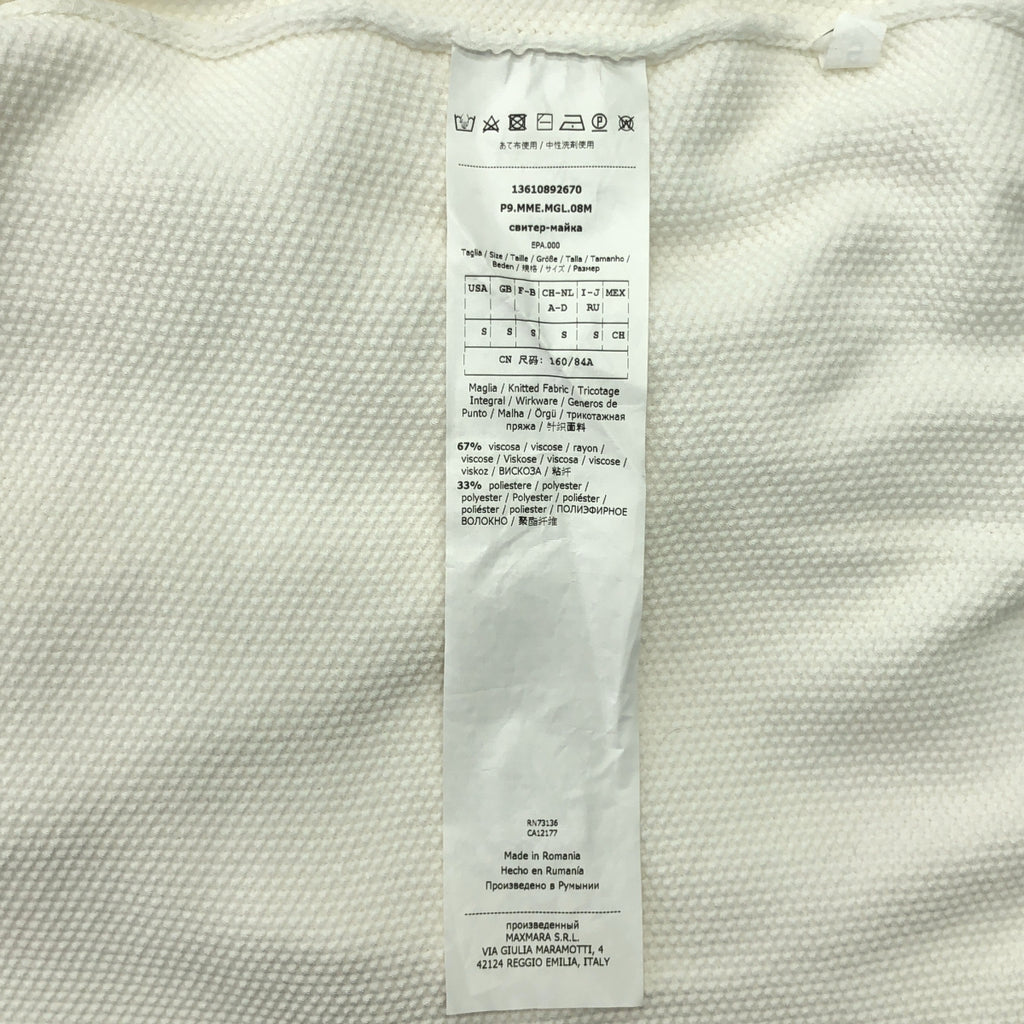 あて布使用 / 中性洗剤使用
13610892670
P9.MME.MGL.08M
свитер-майка
EPA.000
Taglia / Size / Taille / Größe / Talla / Tamanho /
Beden / 规格 / サイズ / Размер
USA GB F-B CH-NL I-J MEX
A-D RU
S S S S S CH
CN 尺码: 160/84A
Maglia / Knitted Fabric / Tricotage
Integral / Wirkware / Generos de
Punto / Malha / Örgü / трикотажная
пряжа / 针织面料
67% viscosa / viscose / rayon /
viscose / Viskose / viscosa / viscose /
viskoz / ВИСКОЗА / 粘纤
33% poliestere / polyester /
polyester / Polyester / poliéster /
poliéster / poliester / ПОЛИЭФИРНОЕ
ВОЛОКНО / 聚酯纤维
RN73136
CA12177
Made in Romania
Hecho en Rumanía
Произведено в Румынии
произведенный
MAXMARA S.R.L.
VIA GIULIA MARAMOTTI, 4
42124 REGGIO EMILIA, ITALY